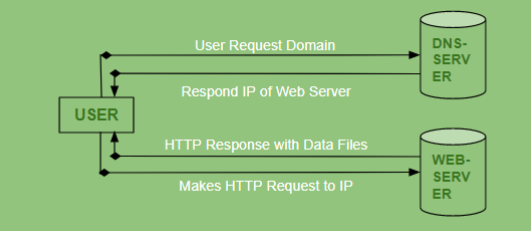 User Request Domain
DNS-
SERV
ER
Respond IP of Web Server
USER
HTTP Response with Data Files
WEB-
SERV
ER
Makes HTTP Request to IP